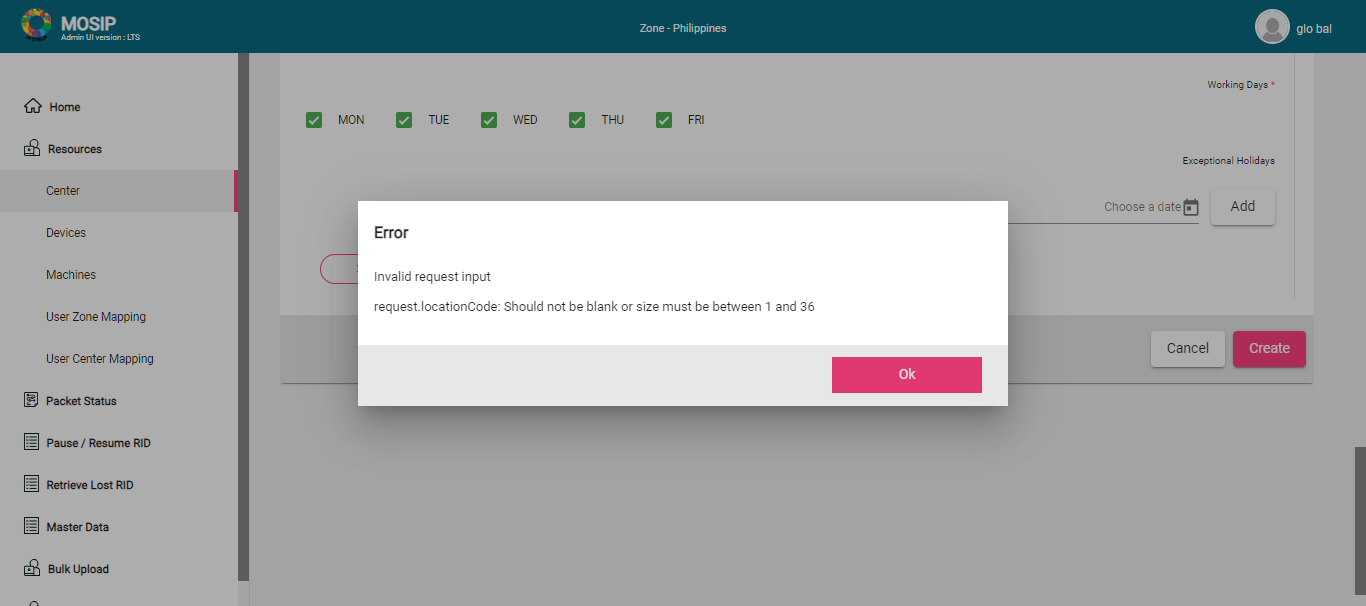 MOSIP
Admin UI version : LTS
Zone - Philippines
glo bal
Home
Resources
Center
Devices
Machines
User Zone Mapping
User Center Mapping
Packet Status
Pause / Resume RID
Retrieve Lost RID
Master Data
Bulk Upload
Working Days *
MON TUE WED THU FRI
Exceptional Holidays
Choose a date Add
Error
Invalid request input
request.locationCode: Should not be blank or size must be between 1 and 36
Ok
Cancel Create